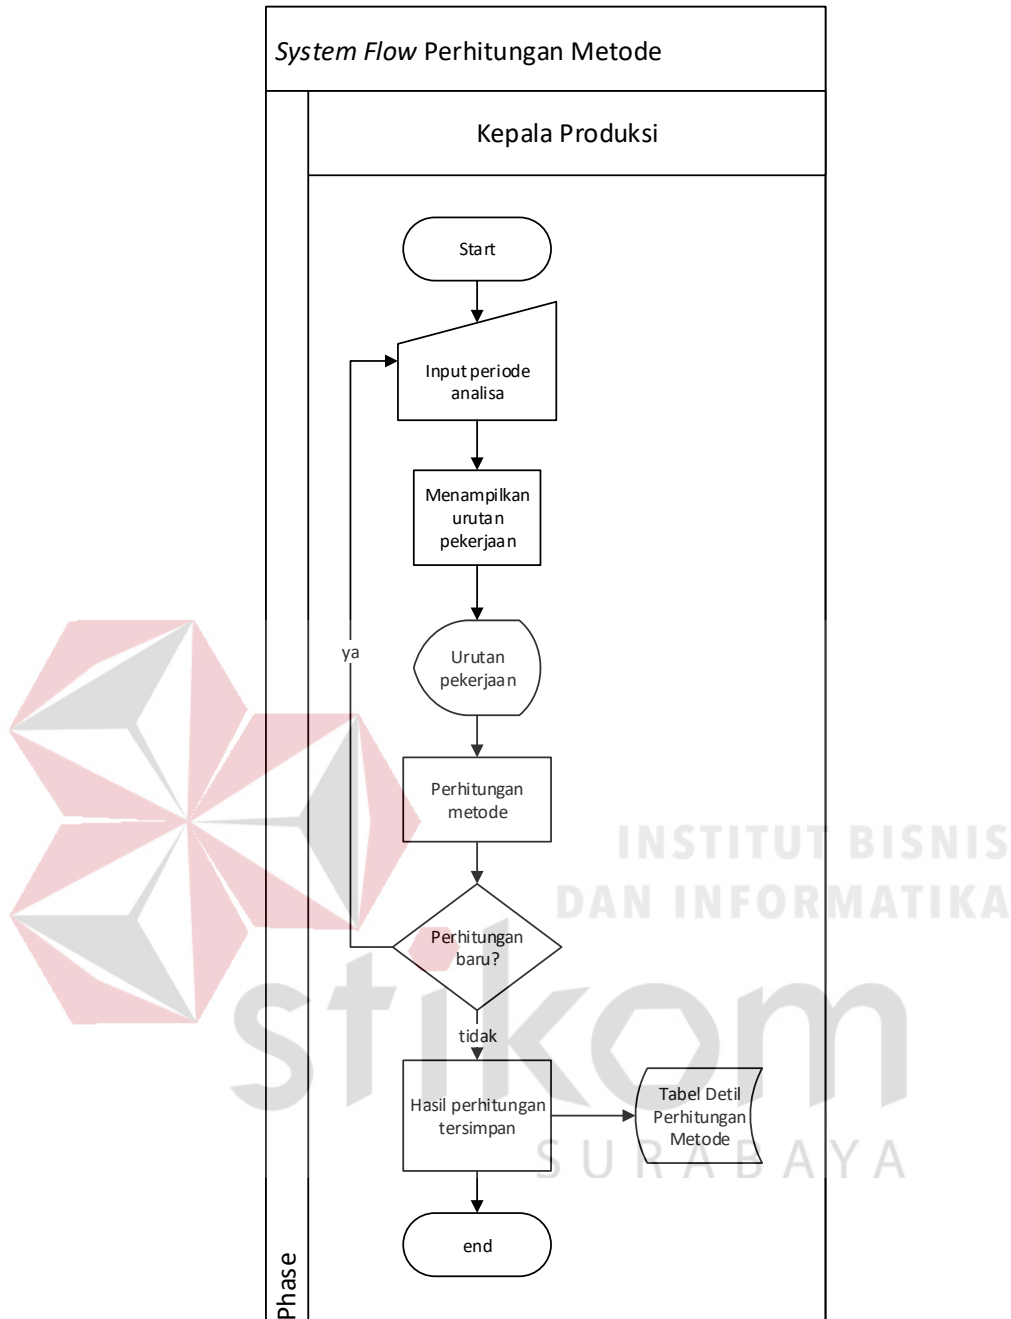 System Flow Perhitungan Metode
Kepala Produksi
Start
Input periode
analisa
Menampilkan
urutan
pekerjaan
Urutan
pekerjaan
ya
Perhitungan
metode
INSTITUT BISNIS
DAN INFORMATIKA
Perhitungan
baru?
stikom
tidak
Hasil perhitungan
tersimpan
Tabel Detil
Perhitungan
Metode
SURABAYA
end
Phase